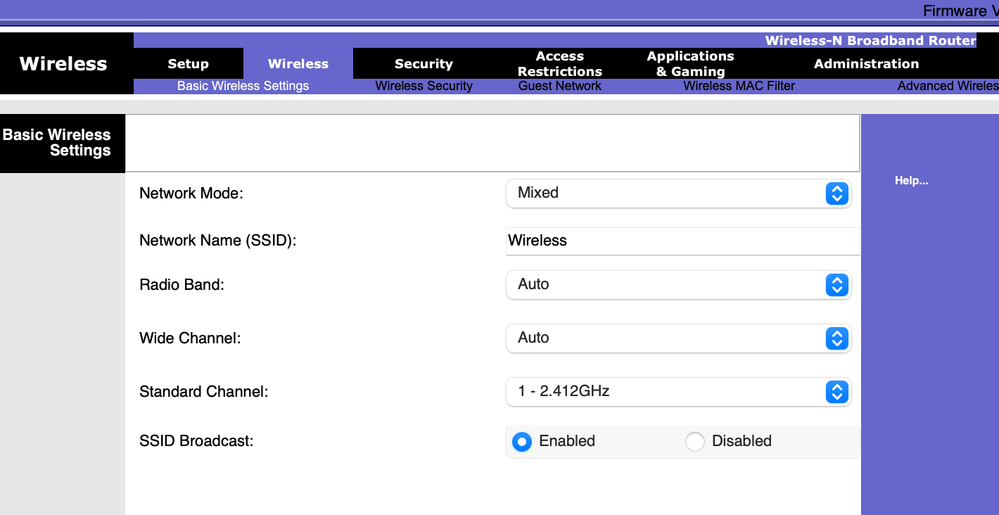 Firmware
Wireless-N Broadband Router
Wireless
Setup
Wireless
Security
Access
Restrictions
Applications
& Gaming
Administration
Basic Wireless Settings
Wireless Security
Guest Network
Wireless MAC Filter
Advanced Wireles
Basic Wireless
Settings
Help...
Network Mode: Mixed
Network Name (SSID): Wireless
Radio Band: Auto
Wide Channel: Auto
Standard Channel: 1 - 2.412GHz
SSID Broadcast: Enabled Disabled